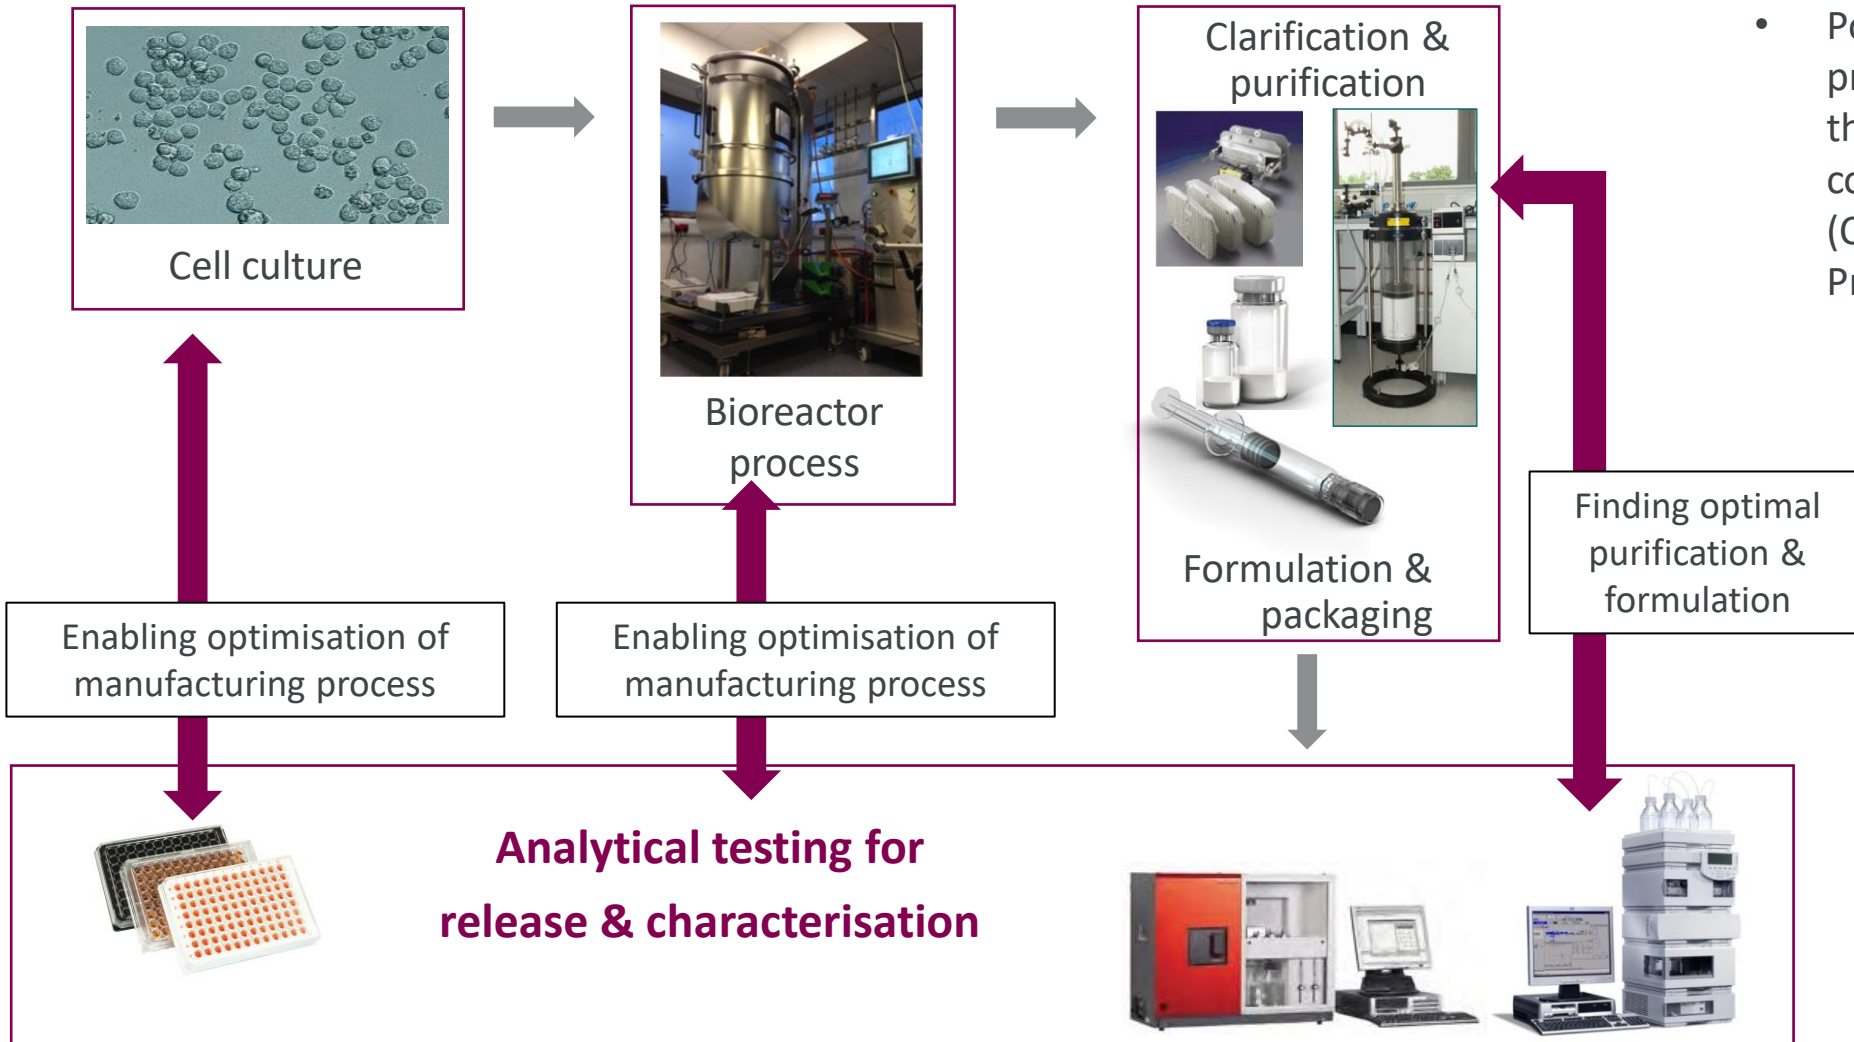 Cell culture
Bioreactor
process
Clarification &
purification
Formulation &
packaging
•
(C
Enabling optimisation of
manufacturing process
Enabling optimisation of
manufacturing process
Finding optimal
purification &
formulation
Analytical testing for
release & characterisation